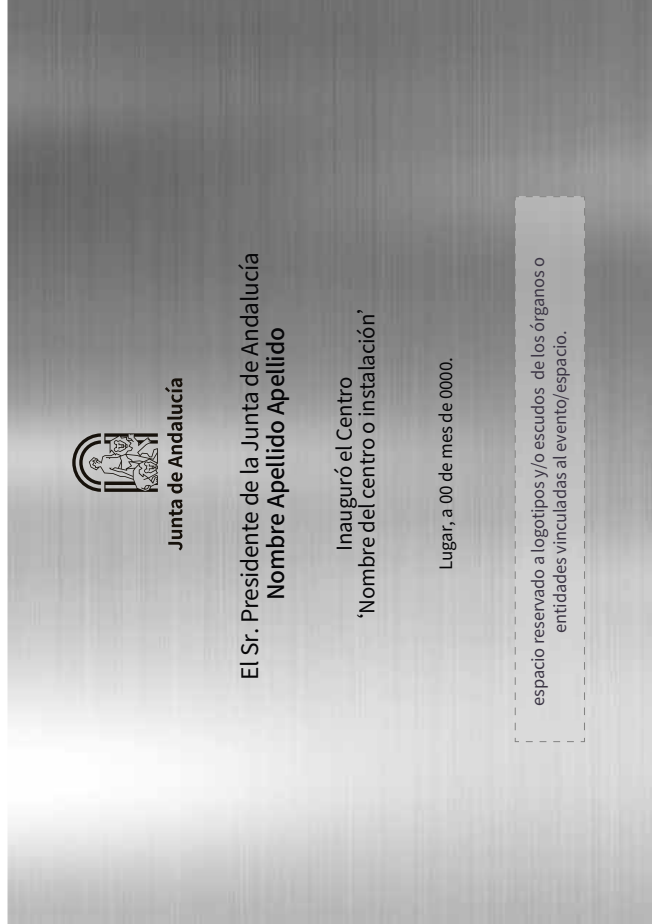 Junta de Andalucía
El Sr. Presidente de la Junta de Andalucía
Nombre Apellido Apellido
Inauguró el Centro
‘Nombre del centro o instalación’
Lugar, a 00 de mes de 0000.
espacio reservado a logotipos y/o escudos de los órganos o
entidades vinculadas al evento/espacio.